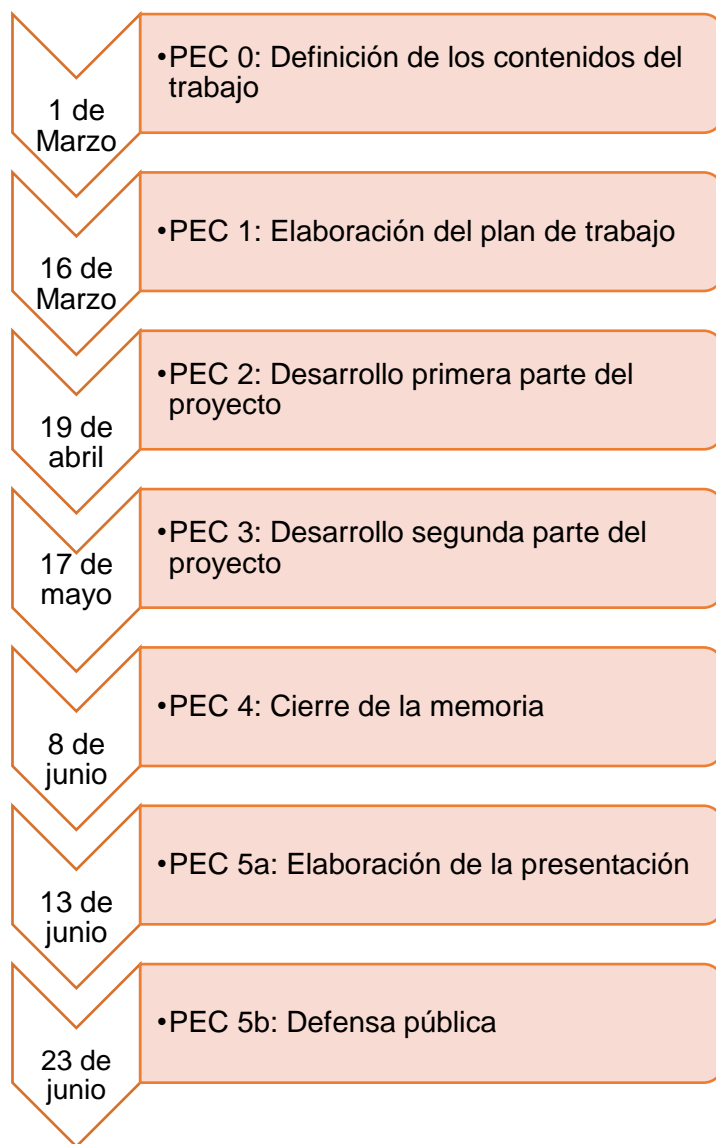 1 de
Marzo
•PEC 0: Definición de los contenidos del
trabajo
16 de
Marzo
•PEC 1: Elaboración del plan de trabajo
19 de
abril
•PEC 2: Desarrollo primera parte del
proyecto
17 de
mayo
•PEC 3: Desarrollo segunda parte del
proyecto
8 de
junio
•PEC 4: Cierre de la memoria
13 de
junio
•PEC 5a: Elaboración de la presentación
23 de
junio
•PEC 5b: Defensa pública